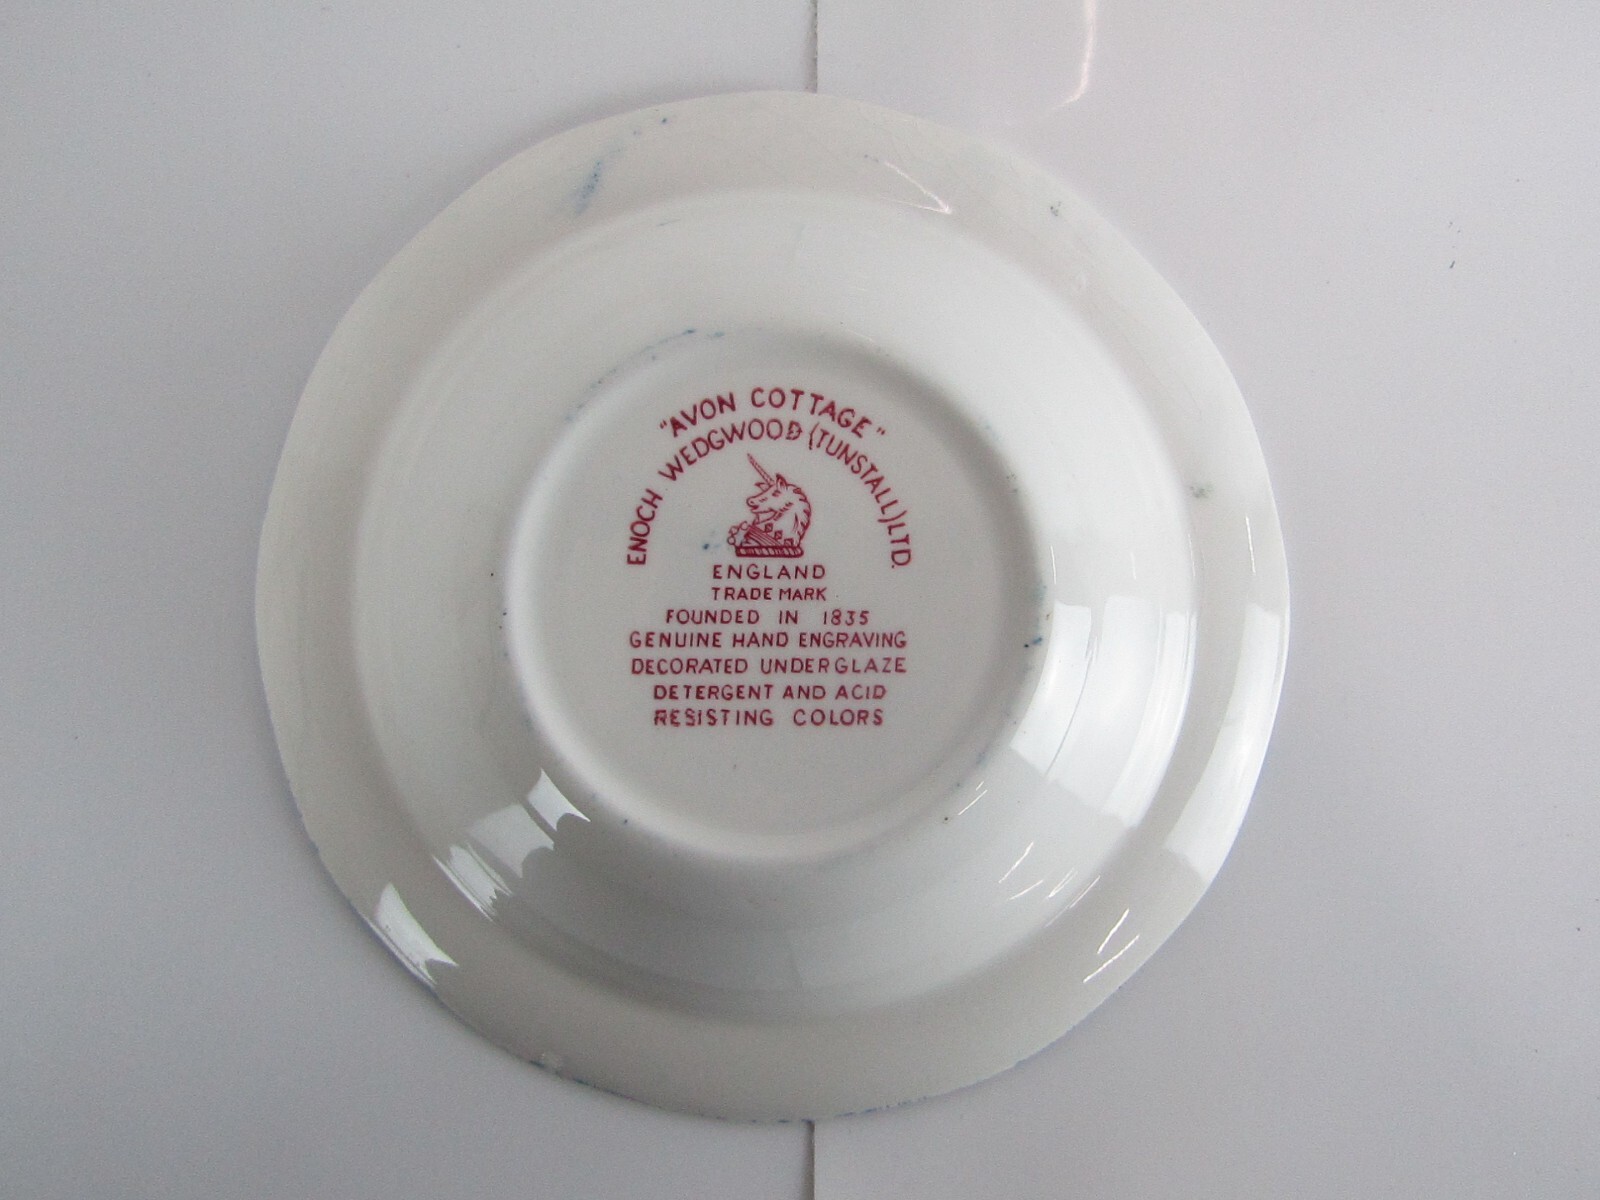 "AVON COTTAGE"
ENOCH WEDGWOOD (TUNSTALL) LTD.
ENGLAND
TRADE MARK
FOUNDED IN 1835
GENUINE HAND ENGRAVING
DECORATED UNDERGLAZE
DETERGENT AND ACID
RESISTING COLORS